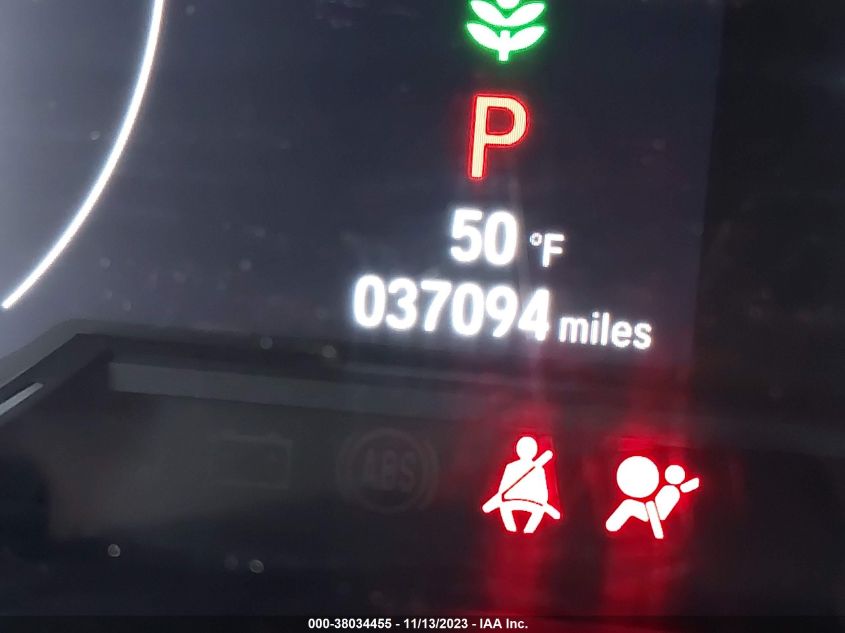 P
50 °F
037094 miles
ABS
000-38034455 - 11/13/2023 - IAA Inc.